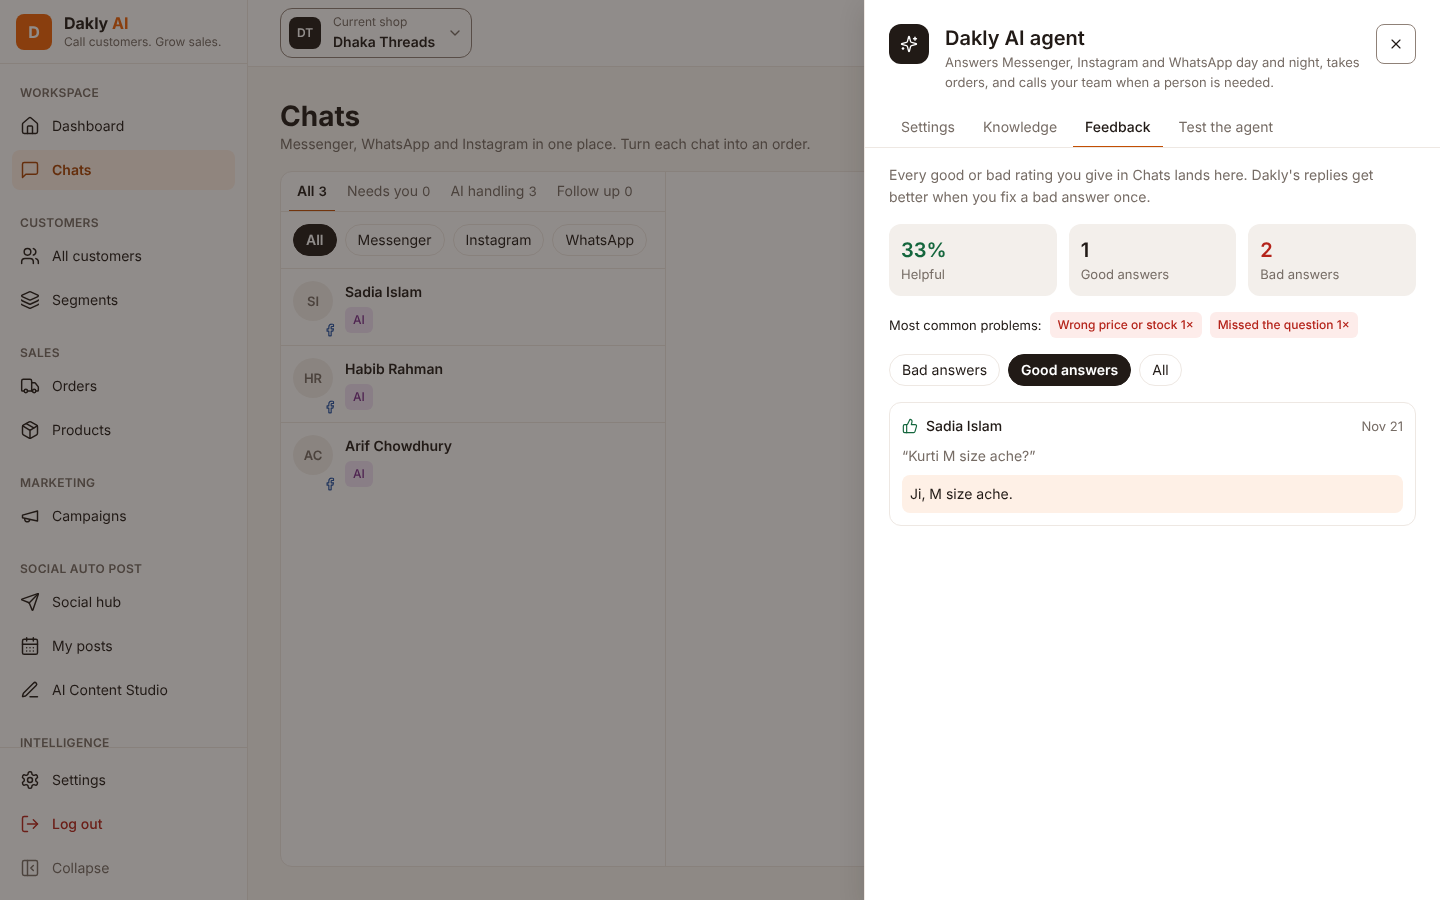 D
Dakly AI
Call customers. Grow sales.
WORKSPACE
Dashboard
Chats
CUSTOMERS
All customers
Segments
SALES
Orders
Products
MARKETING
Campaigns
SOCIAL AUTO POST
Social hub
My posts
AI Content Studio
INTELLIGENCE
Settings
Log out
Collapse
DT
Current shop
Dhaka Threads
Chats
Messenger, WhatsApp and Instagram in one place. Turn each chat into an order.
All 3 Needs you 0 AI handling 3 Follow up 0
All Messenger Instagram WhatsApp
SI
Sadia Islam
AI
HR
Habib Rahman
AI
AC
Arif Chowdhury
AI
Dakly AI agent
Answers Messenger, Instagram and WhatsApp day and night, takes
orders, and calls your team when a person is needed.
Settings Knowledge Feedback Test the agent
Every good or bad rating you give in Chats lands here. Dakly's replies get
better when you fix a bad answer once.
33%
Helpful
1
Good answers
2
Bad answers
Most common problems: Wrong price or stock 1× Missed the question 1×
Bad answers Good answers All
Sadia Islam Nov 21
“Kurti M size ache?”
Ji, M size ache.